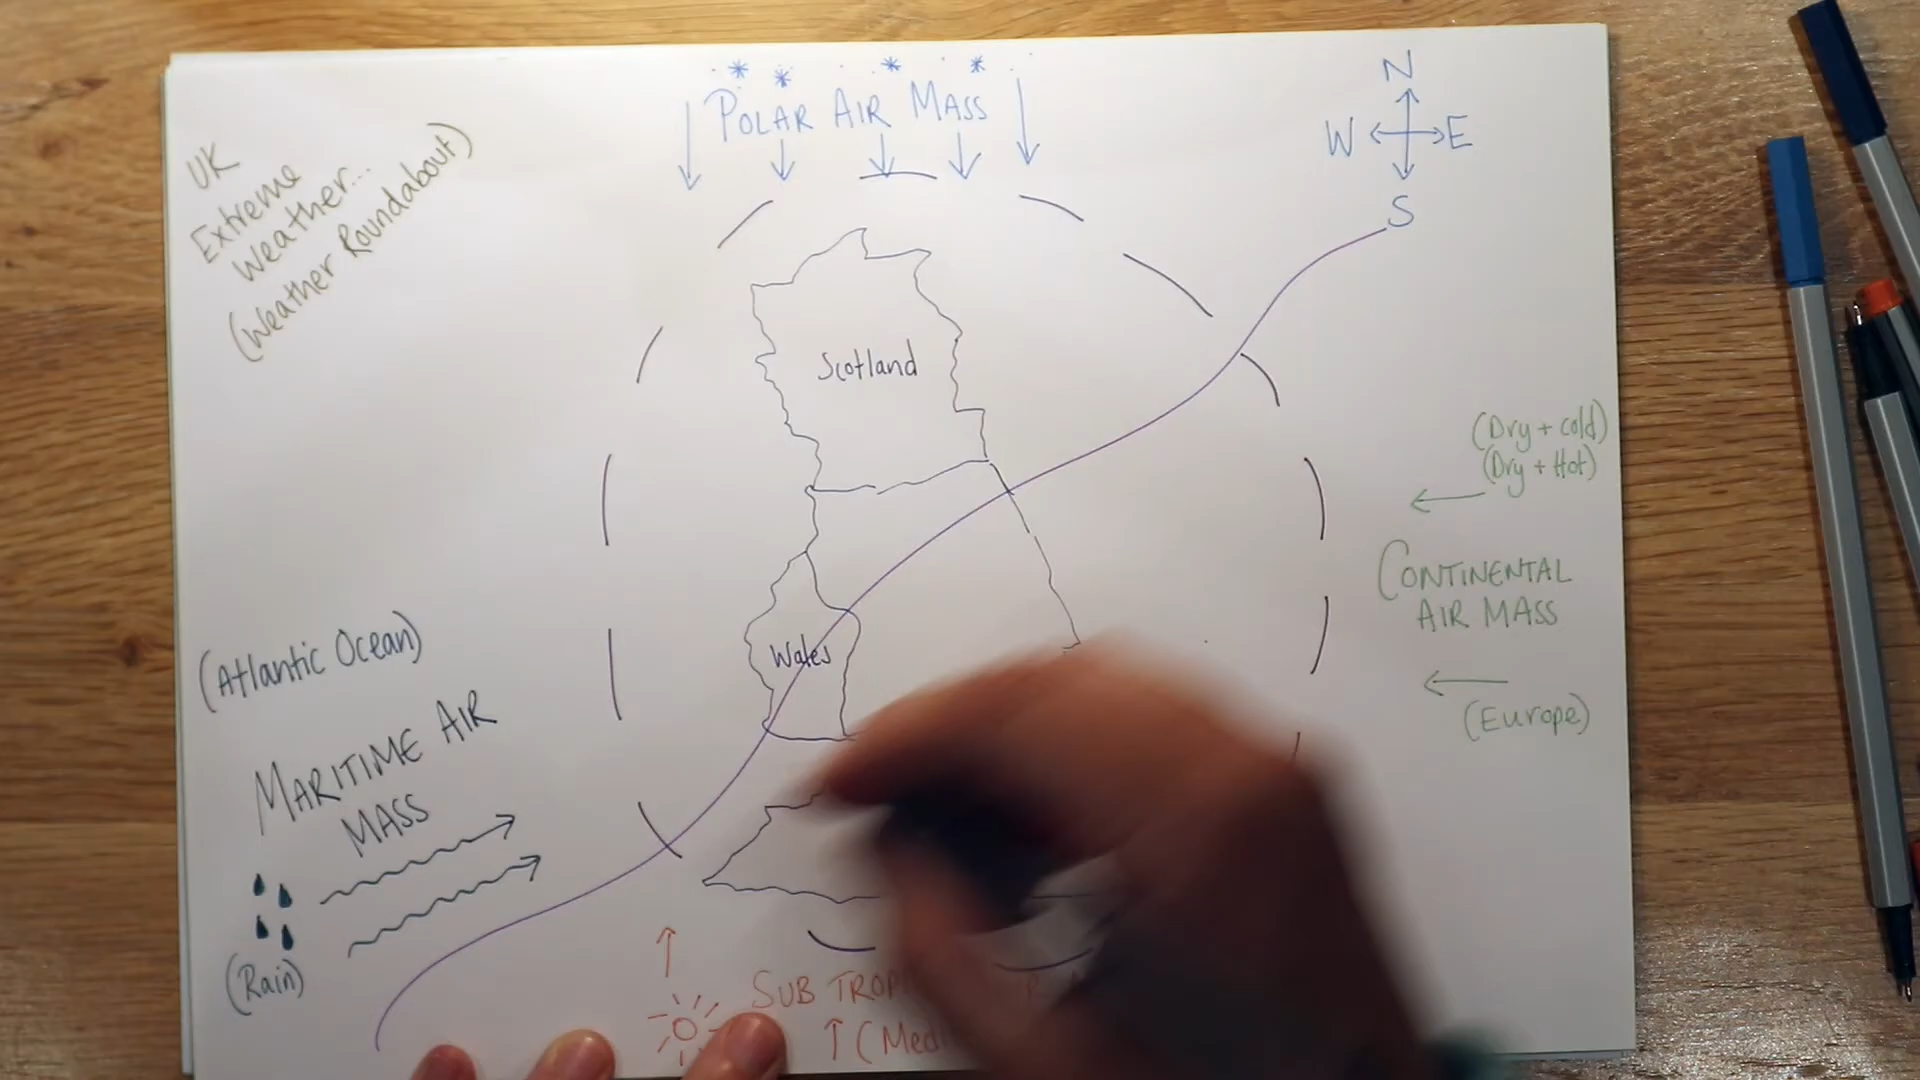 UK
Extreme
Weather...
(Weather Roundabout)
POLAR AIR MASS
N
W E
S
Scotland
(Dry + cold)
(Dry + Hot)
CONTINENTAL
AIR MASS
(Europe)
Wales
(Atlantic Ocean)
MARITIME AIR
MASS
(Rain)
SUB